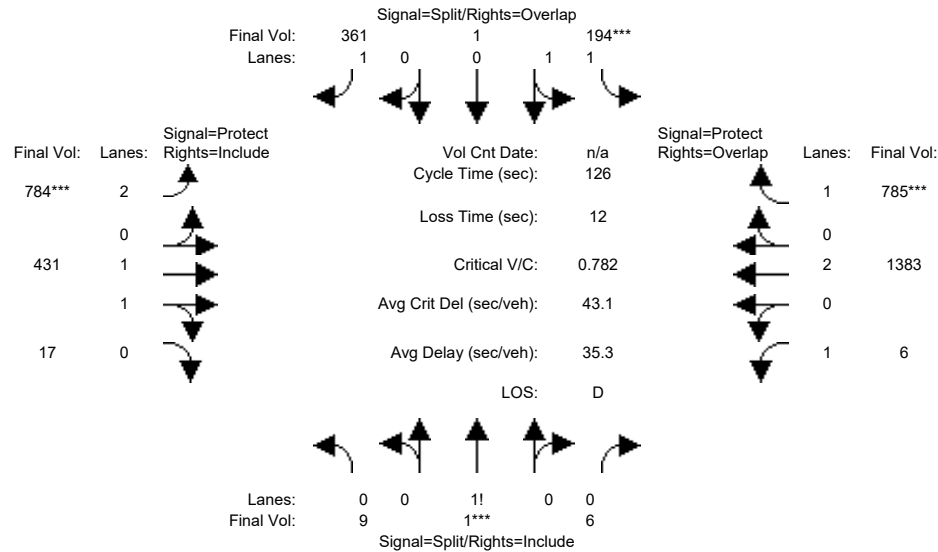 Signal=Split/Rights=Overlap
Final Vol: 361 1 194***
Lanes: 1 0 0 1 1
Signal=Protect
Final Vol: Lanes: Rights=Include
Vol Cnt Date: n/a
Signal=Protect
Rights=Overlap Lanes: Final Vol:
Cycle Time (sec): 126
784*** 2
1 785***
Loss Time (sec): 12
0
0
431 1
Critical V/C: 0.782
2 1383
1
Avg Crit Del (sec/veh): 43.1
0
17 0
Avg Delay (sec/veh): 35.3
1 6
LOS: D
Lanes: 0 0 1! 0 0
Final Vol: 9 1*** 6
Signal=Split/Rights=Include